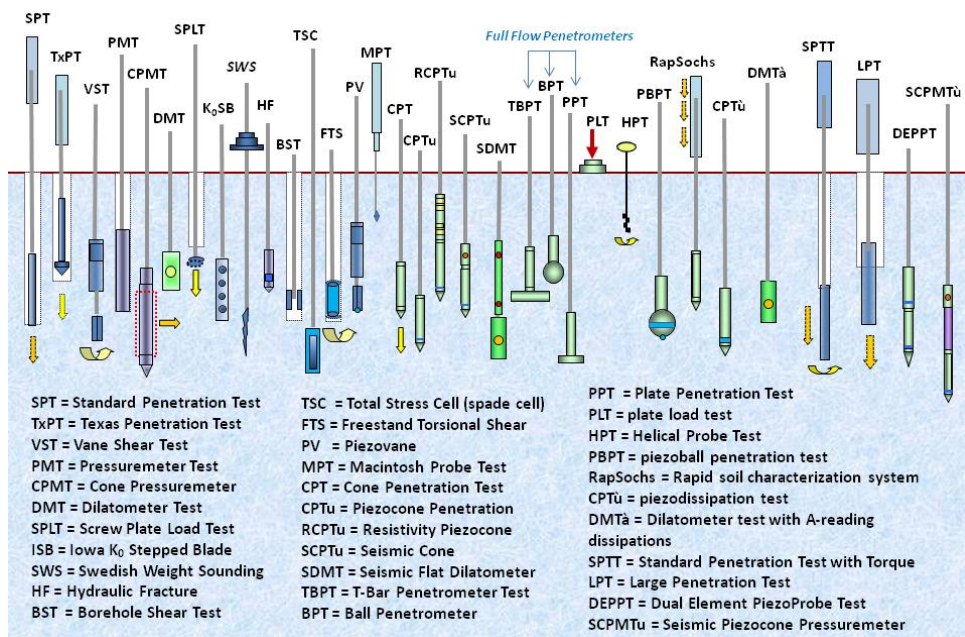 SPT
TxPT
VST
PMT
CPMT
DMT
SPLT
K₀SB
SWS
HF
BST
TSC
FTS
PV
MPT
CPT
CPTu
RCPTu
SCPTu
SDMT
Full Flow Penetrometers
TBPT
BPT
PPT
PLT
HPT
PBPT
RapSochs
CPTù
DMTà
SPTT
LPT
DEPPT
SCPMTù
SPT = Standard Penetration Test
TxPT = Texas Penetration Test
VST = Vane Shear Test
PMT = Pressuremeter Test
CPMT = Cone Pressuremeter
DMT = Dilatometer Test
SPLT = Screw Plate Load Test
ISB = Iowa K₀ Stepped Blade
SWS = Swedish Weight Sounding
HF = Hydraulic Fracture
BST = Borehole Shear Test
TSC = Total Stress Cell (spade cell)
FTS = Freestand Torsional Shear
PV = Piezovane
MPT = Macintosh Probe Test
CPT = Cone Penetration Test
CPTu = Piezocone Penetration
RCPTu = Resistivity Piezocone
SCPTu = Seismic Cone
SDMT = Seismic Flat Dilatometer
TBPT = T-Bar Penetrometer Test
BPT = Ball Penetrometer
PPT = Plate Penetration Test
PLT = plate load test
HPT = Helical Probe Test
PBPT = piezoball penetration test
RapSochs = Rapid soil characterization system
CPTù = piezodissipation test
DMTà = Dilatometer test with A-reading
dissipations
SPTT = Standard Penetration Test with Torque
LPT = Large Penetration Test
DEPPT = Dual Element PiezoProbe Test
SCPMTu = Seismic Piezocone Pressuremeter